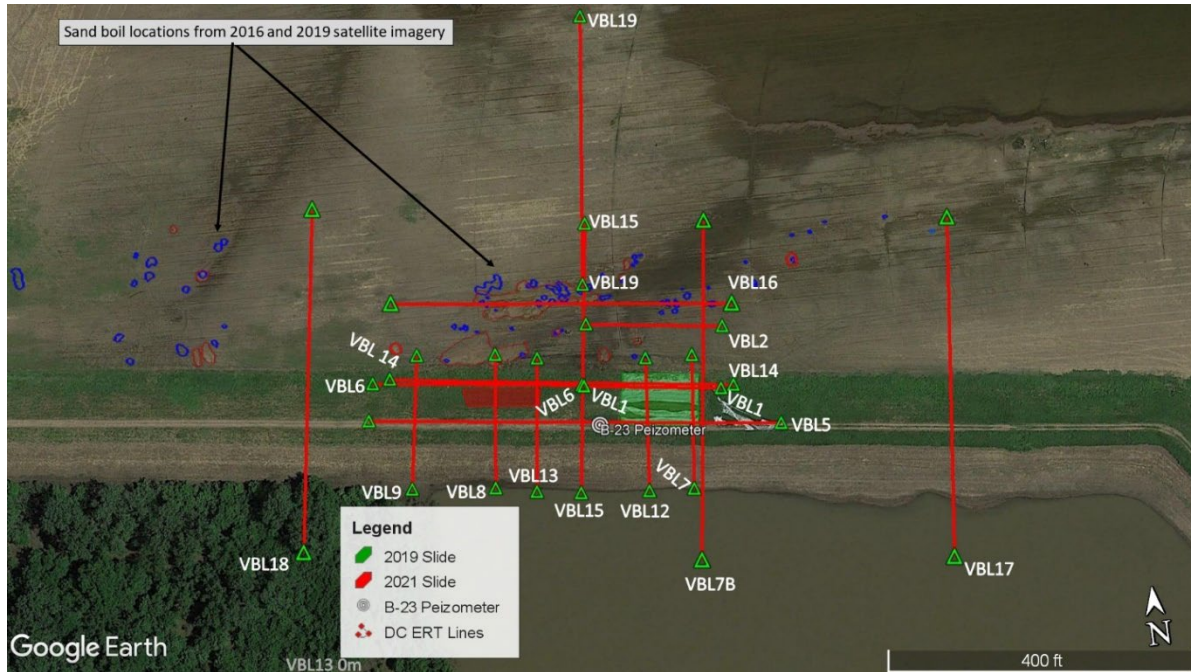 VBL19
Sand boil locations from 2016 and 2019 satellite imagery
VBL15
VBL19
VBL16
VBL2
VBL 14
VBL6
VBL14
VBL6
VBL1
VBL1
VBL5
B-23 Peizometer
VBL9
VBL8
VBL13
VBL15
VBL12
VBL7
VBL18
VBL7B
VBL17
Legend
2019 Slide
2021 Slide
B-23 Peizometer
DC ERT Lines
Google Earth
VBL13 0m
N
400 ft